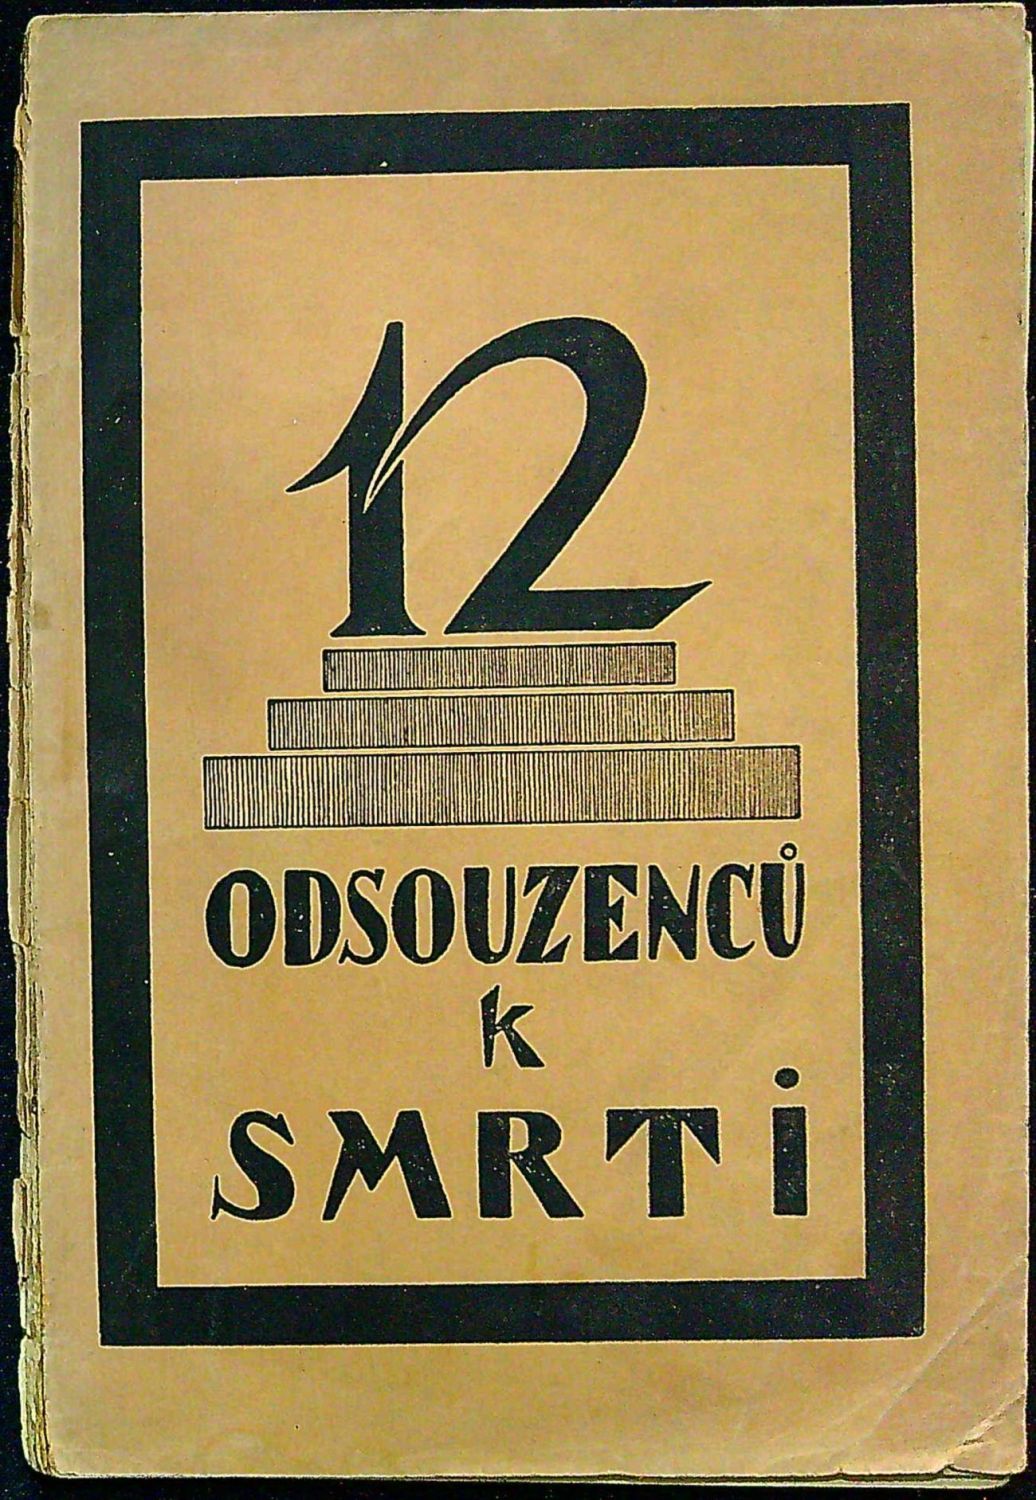 12
ODSOUZENCŮ
k
SMRTi